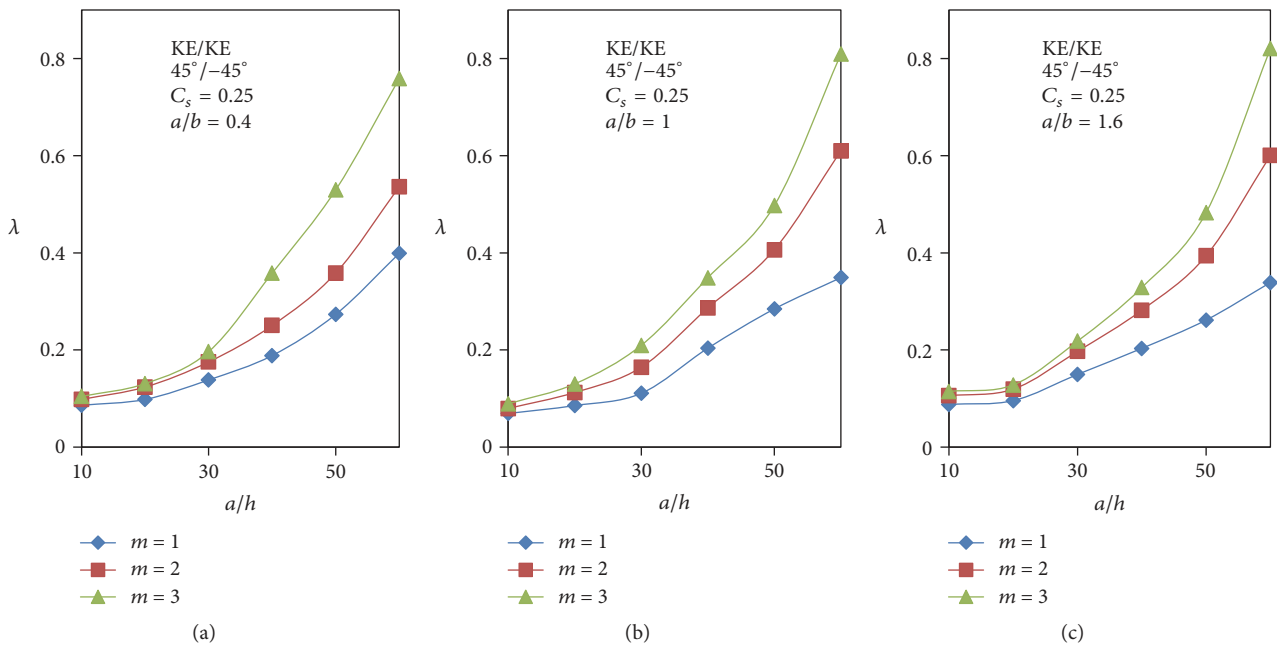 KE/KE
45°/−45°
C_s = 0.25
a/b = 0.4
0.8
0.6
0.4
0.2
0
λ
10
30
50
a/h
m = 1
m = 2
m = 3
(a)
KE/KE
45°/−45°
C_s = 0.25
a/b = 1
0.8
0.6
0.4
0.2
0
λ
10
30
50
a/h
m = 1
m = 2
m = 3
(b)
KE/KE
45°/−45°
C_s = 0.25
a/b = 1.6
0.8
0.6
0.4
0.2
0
λ
10
30
50
a/h
m = 1
m = 2
m = 3
(c)